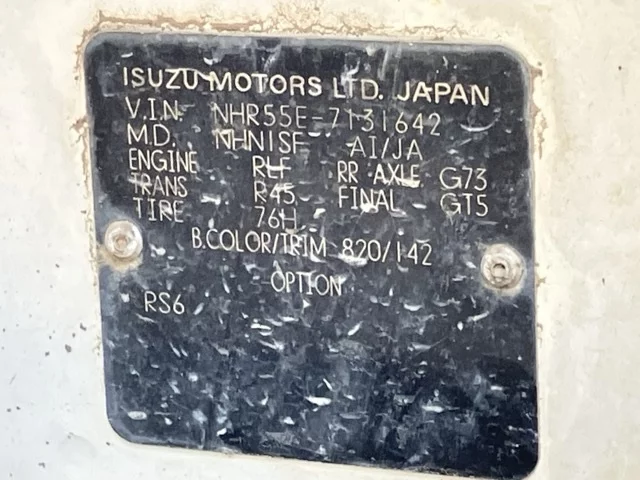 ISUZU MOTORS LTD. JAPAN
V.I.N. NHR55E-7131642
M.D. NHN1SF AI/JA
ENGINE RLF RR AXLE G73
TRANS R45 FINAL GT5
TIRE 76H
B.COLOR/TRIM 820/142
OPTION
RS6